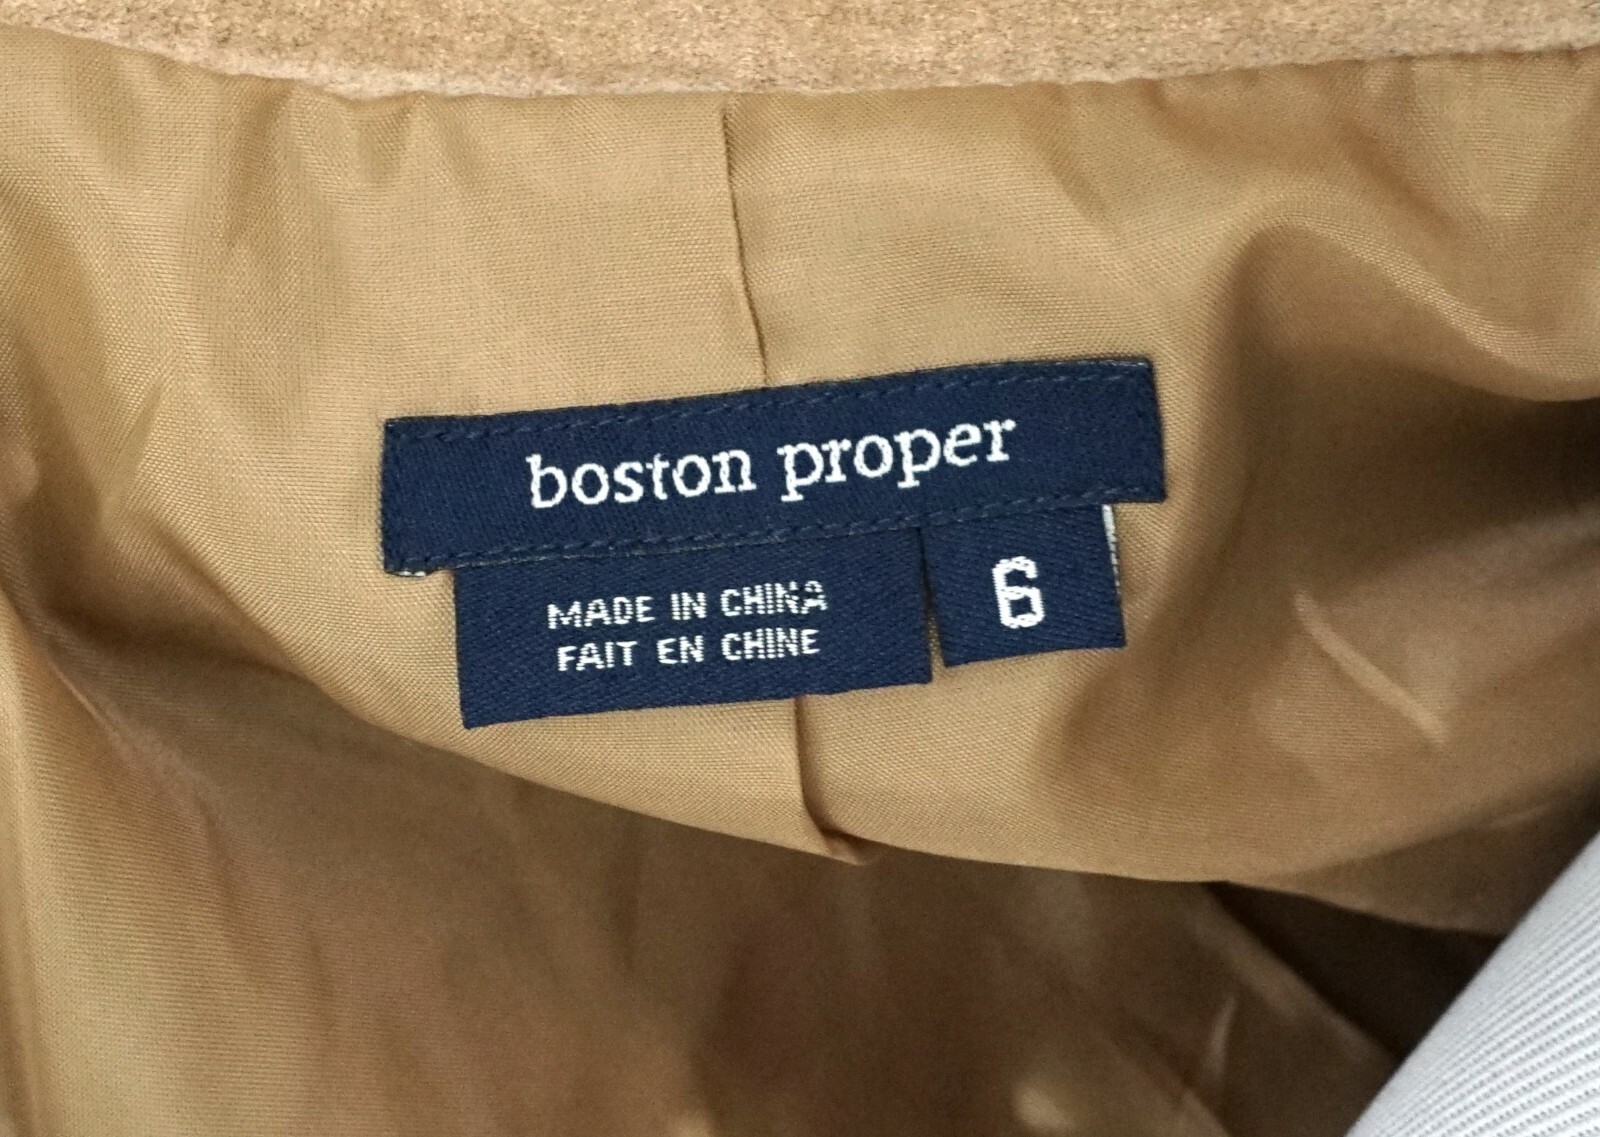 boston proper
MADE IN CHINA
FAIT EN CHINE
6